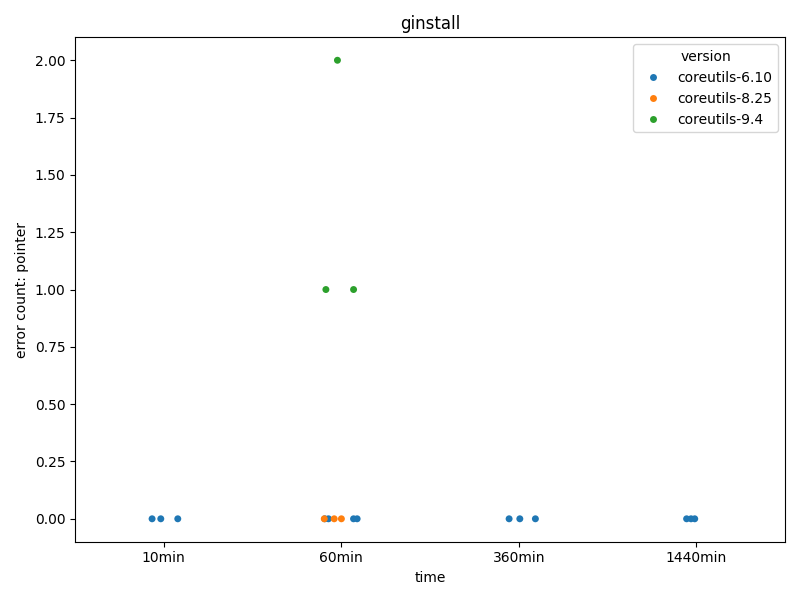 ginstall
version
coreutils-6.10
coreutils-8.25
coreutils-9.4
2.00
1.75
1.50
1.25
1.00
0.75
0.50
0.25
0.00
error count: pointer
10min
60min
360min
1440min
time